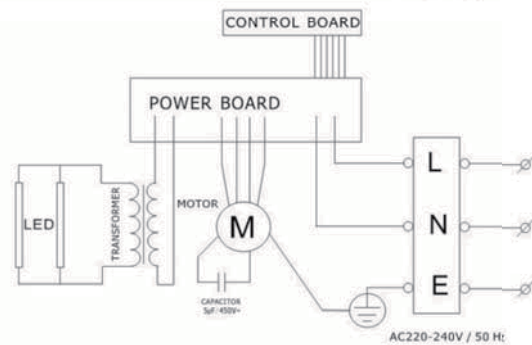 CONTROL BOARD
POWER BOARD
LED
TRANSFORMER
MOTOR
M
CAPACITOR
5µF/450V~
L
N
E
AC220-240V / 50 H